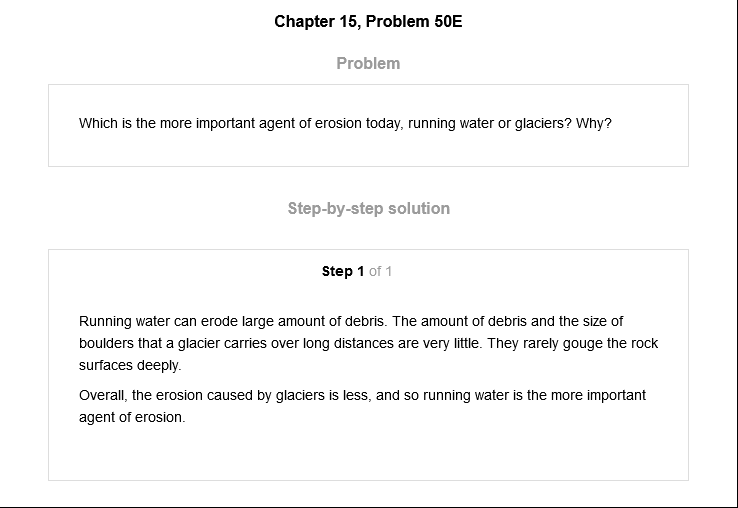 Chapter 15, Problem 50E
Problem
Which is the more important agent of erosion today, running water or glaciers? Why?
Step-by-step solution
Step 1 of 1
Running water can erode large amount of debris. The amount of debris and the size of
boulders that a glacier carries over long distances are very little. They rarely gouge the rock
surfaces deeply.
Overall, the erosion caused by glaciers is less, and so running water is the more important
agent of erosion.